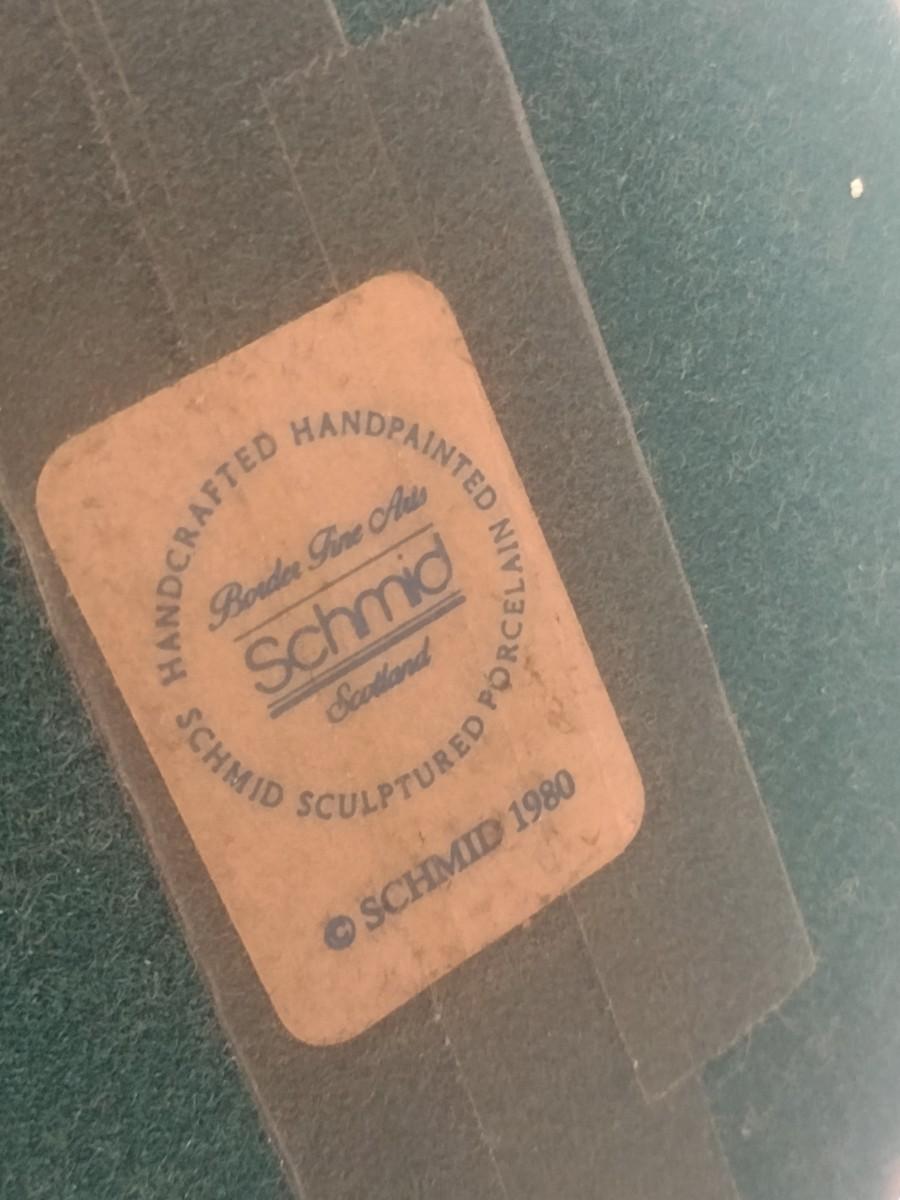 HANDCRAFTED HANDPAINTED
SCHMID SCULPTURED PORCELAIN
Border Fine Arts
Schmid
Scotland
© SCHMID 1980